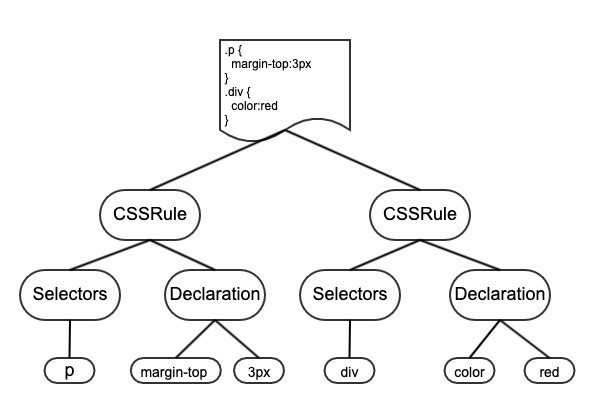 .p {
margin-top:3px
}
.div {
color:red
}
CSSRule
CSSRule
Selectors
Declaration
Selectors
Declaration
p
margin-top
3px
div
color
red